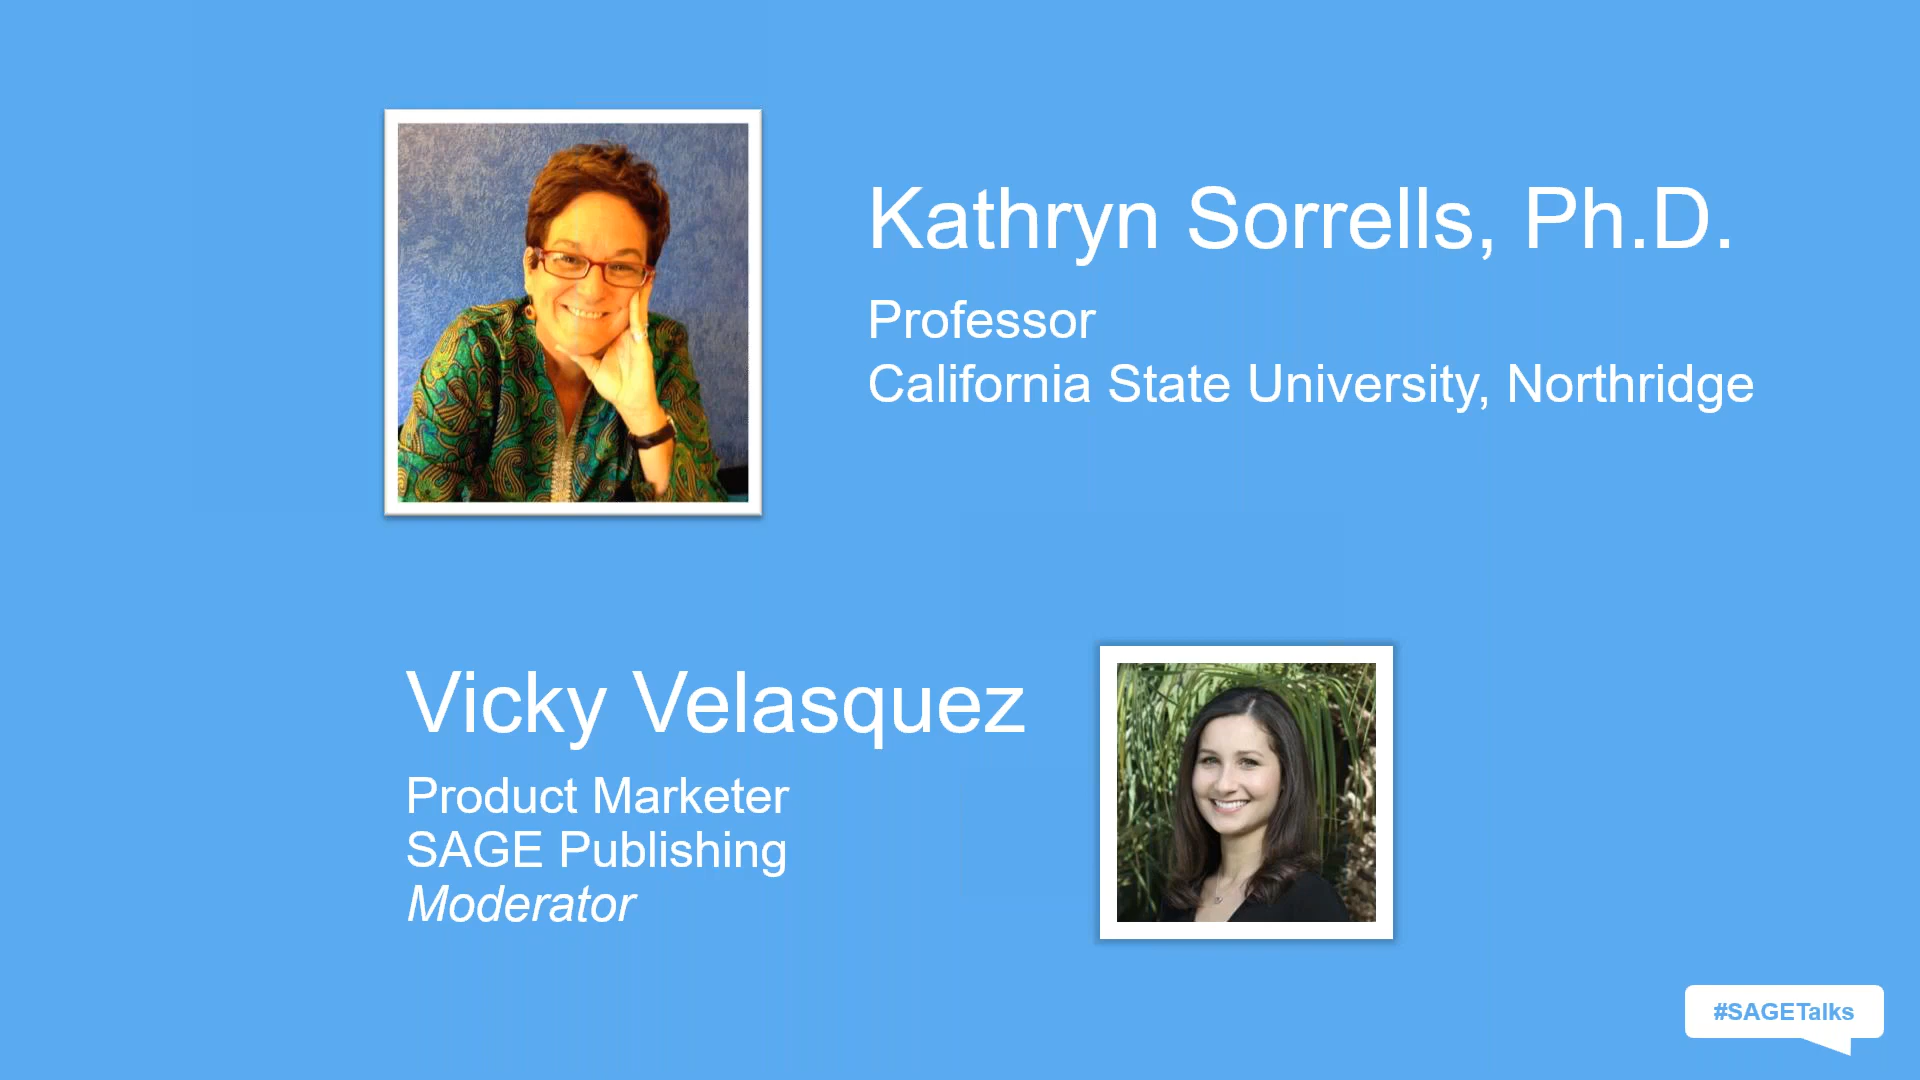 Kathryn Sorrells, Ph.D.
Professor
California State University, Northridge
Vicky Velasquez
Product Marketer
SAGE Publishing
Moderator
#SAGETalks